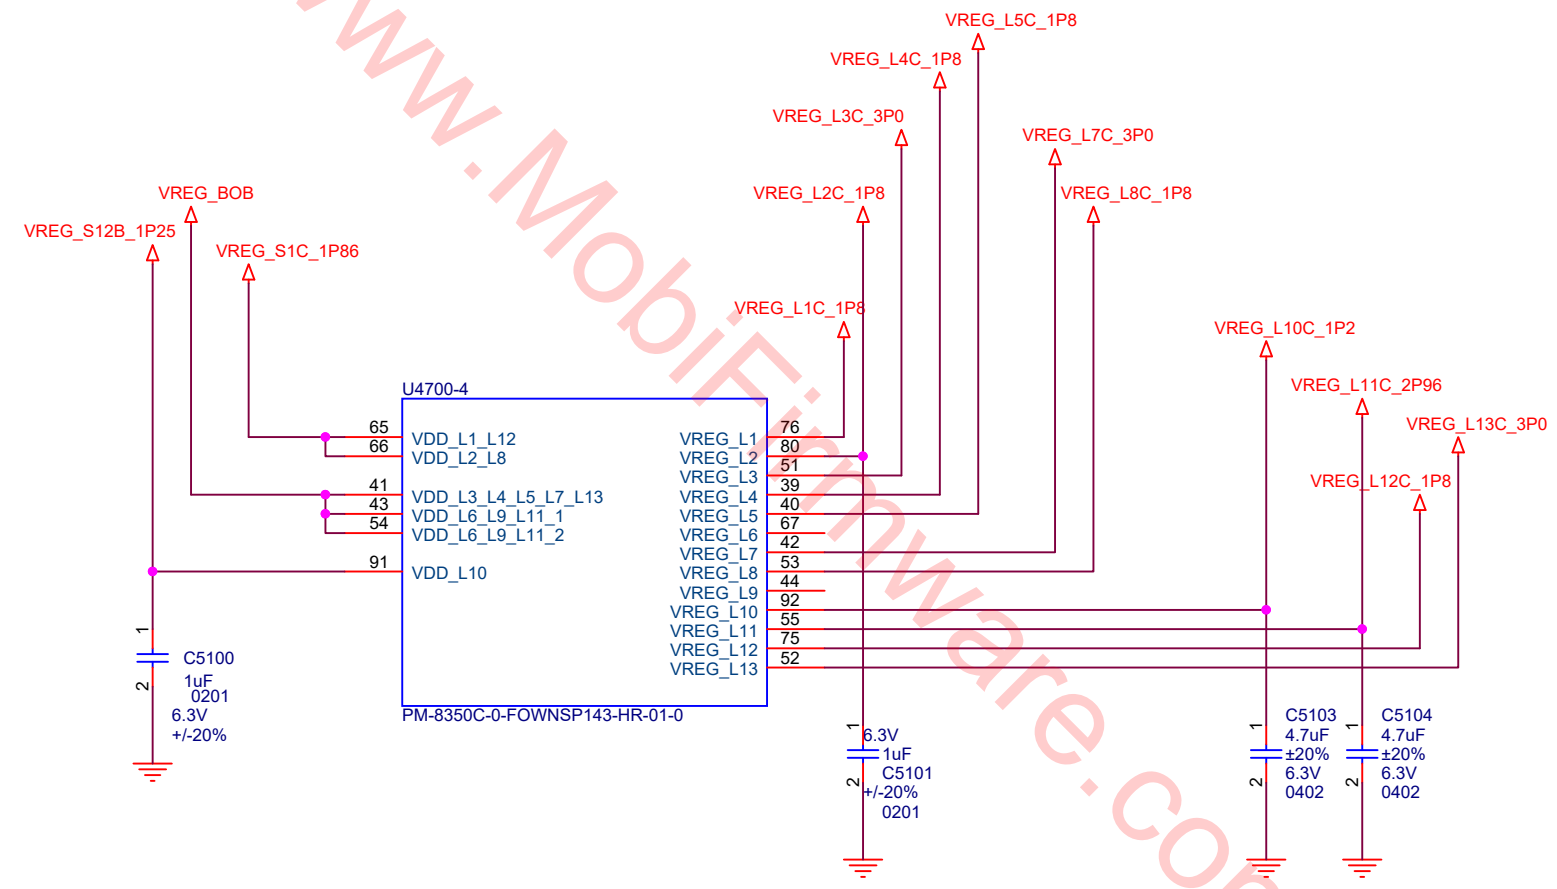 www.MobiFirmware.com
VREG_L5C_1P8
VREG_L4C_1P8
VREG_L3C_3P0
VREG_L7C_3P0
VREG_BOB
VREG_L2C_1P8
VREG_L8C_1P8
VREG_S12B_1P25
VREG_S1C_1P86
VREG_L1C_1P8
VREG_L10C_1P2
VREG_L11C_2P96
VREG_L13C_3P0
VREG_L12C_1P8
U4700-4
65 VDD_L1_L12
66 VDD_L2_L8
41 VDD_L3_L4_L5_L7_L13
43 VDD_L6_L9_L11_1
54 VDD_L6_L9_L11_2
91 VDD_L10
VREG_L1 76
VREG_L2 80
VREG_L3 51
VREG_L4 39
VREG_L5 40
VREG_L6 67
VREG_L7 42
VREG_L8 53
VREG_L9 44
VREG_L10 92
VREG_L11 55
VREG_L12 75
VREG_L13 52
PM-8350C-0-FOWNSP143-HR-01-0
1
2
C5100
1uF
0201
6.3V
+/-20%
1
2
6.3V
1uF
C5101
+/-20%
0201
1
2
C5103
4.7uF
±20%
6.3V
0402
1
2
C5104
4.7uF
±20%
6.3V
0402